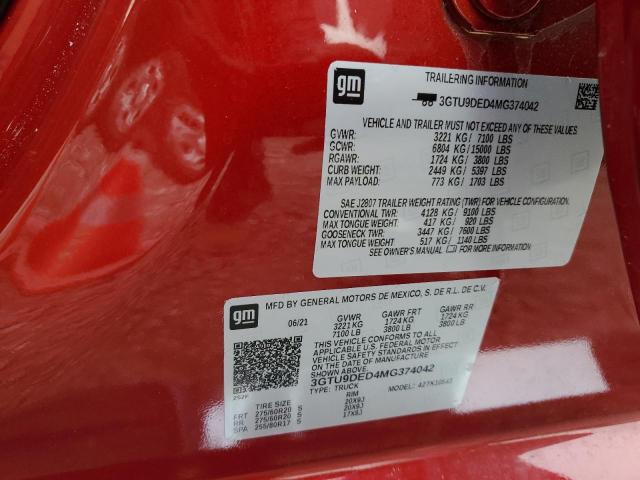 gm
TRAILERING INFORMATION
3GTU9DED4MG374042
VEHICLE AND TRAILER MUST NOT EXCEED ANY OF THESE VALUES
GVWR: 3221 KG/ 7100 LBS
GCWR: 6804 KG/15000 LBS
RGAWR: 1724 KG/ 3800 LBS
CURB WEIGHT: 2449 KG/ 5397 LBS
MAX PAYLOAD: 773 KG/ 1703 LBS
SAE J2807 TRAILER WEIGHT RATING (TWR) FOR VEHICLE CONFIGURATION.
CONVENTIONAL TWR: 4128 KG/ 9100 LBS
MAX TONGUE WEIGHT: 417 KG/ 920 LBS
GOOSENECK TWR: 3447 KG/ 7600 LBS
MAX TONGUE WEIGHT 517 KG/ 1140 LBS
SEE OWNER'S MANUAL FOR MORE INFORMATION.
gm
MFD BY GENERAL MOTORS DE MEXICO, S. DE R.L. DE C.V.
GVWR GAWR FRT GAWR RR
06/21 3221 KG 1724 KG 1724 KG
7100 LB 3800 LB 3800 LB
THIS VEHICLE CONFORMS TO ALL
APPLICABLE U.S. FEDERAL MOTOR
VEHICLE SAFETY STANDARDS IN EFFECT
ON THE DATE OF MANUFACTURE
SHOWN ABOVE.
3GTU9DED4MG374042
TYPE: TRUCK MODEL:
TIRE SIZE RIM
FRT 275/60R20 S 20X9J
RR 275/60R20 S 20X9J
SPA 255/80R17 S 17X8J